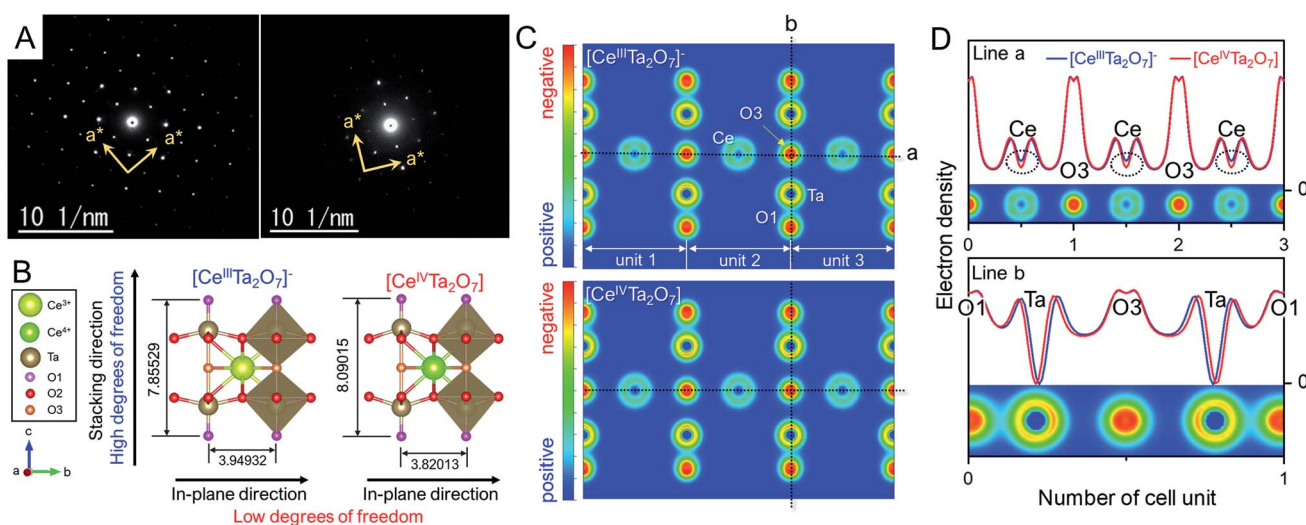 A
a*
a*
10 1/nm
a*
a*
10 1/nm
B
Ce³⁺
Ce⁴⁺
Ta
O1
O2
O3
c
a
b
Stacking direction
High degrees of freedom
[CeᴵᴵᴵTa₂O₇]⁻
[CeᴵⱽTa₂O₇]
7.85529
8.09015
3.94932
3.82013
In-plane direction
In-plane direction
Low degrees of freedom
C
b
[CeᴵᴵᴵTa₂O₇]⁻
negative
positive
O3
Ce
a
Ta
O1
unit 1
unit 2
unit 3
[CeᴵⱽTa₂O₇]
negative
positive
D
Line a
[CeᴵᴵᴵTa₂O₇]⁻
[CeᴵⱽTa₂O₇]
Ce
Ce
Ce
O3
O3
0
0
1
2
3
Electron density
Line b
O1
Ta
O3
Ta
O1
0
0
1
Number of cell unit